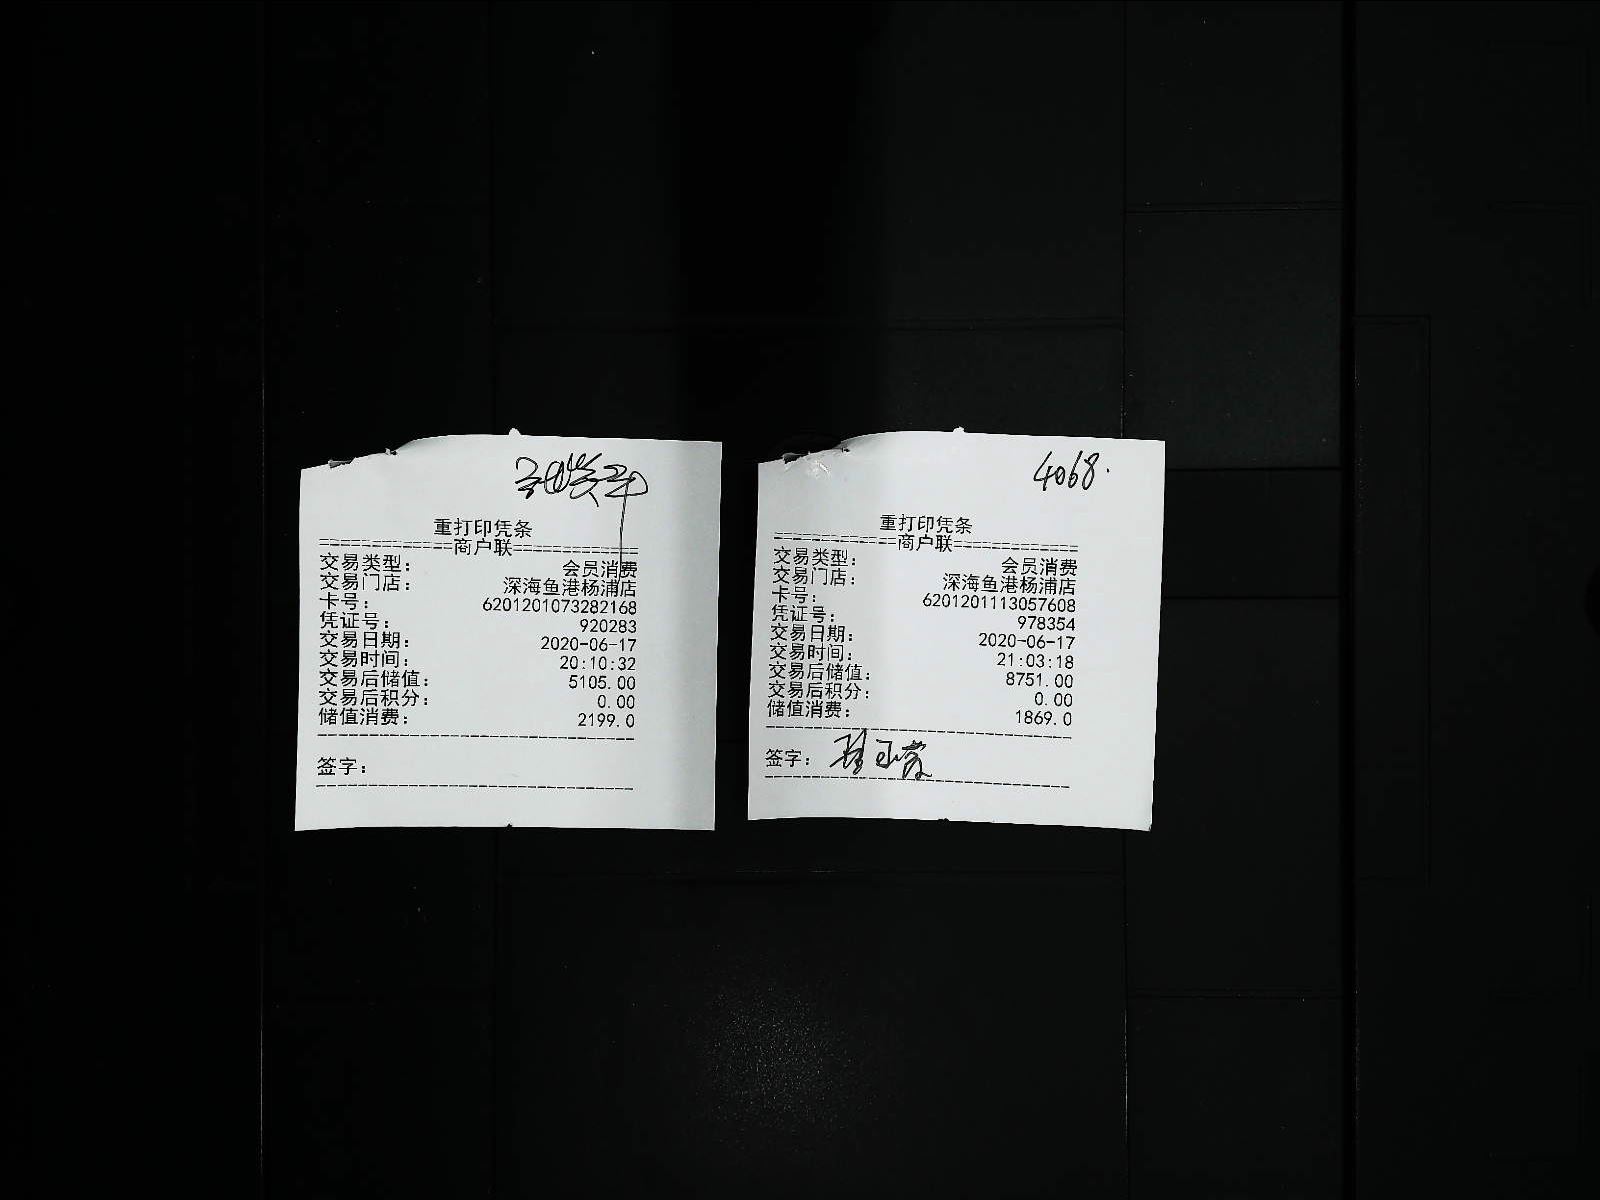 重打印凭条
=============商户联=============
交易类型： 会员消费
交易门店： 深海鱼港杨浦店
卡号： 6201201073282168
凭证号： 920283
交易日期： 2020-06-17
交易时间： 20:10:32
交易后储值： 5105.00
交易后积分： 0.00
储值消费： 2199.0
签字：
4068.
重打印凭条
=============商户联=============
交易类型： 会员消费
交易门店： 深海鱼港杨浦店
卡号： 6201201113057608
凭证号： 978354
交易日期： 2020-06-17
交易时间： 21:03:18
交易后储值： 8751.00
交易后积分： 0.00
储值消费： 1869.0
签字：